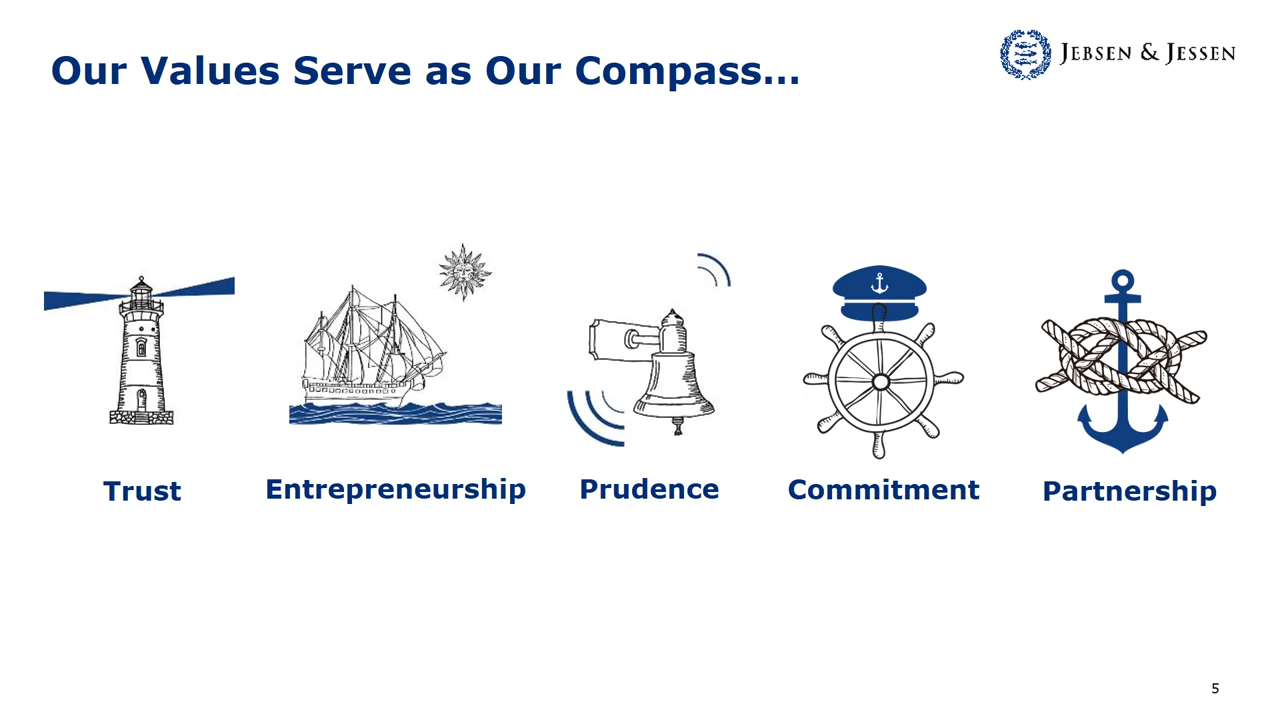 Our Values Serve as Our Compass...
JEBSEN & JESSEN
Trust
Entrepreneurship
Prudence
Commitment
Partnership
5